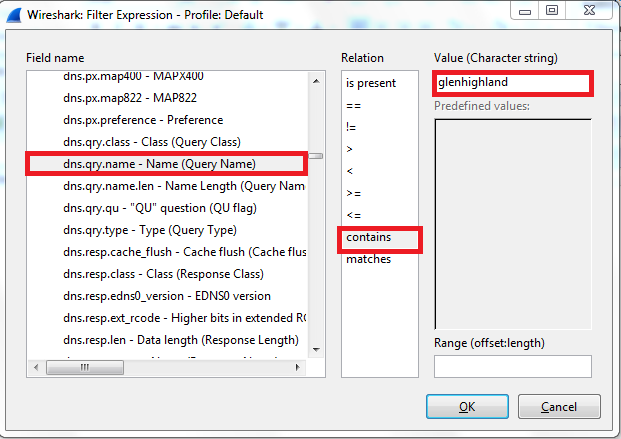 Wireshark: Filter Expression - Profile: Default
Field name
dns.px.map400 - MAPX400
dns.px.map822 - MAP822
dns.px.preference - Preference
dns.qry.class - Class (Query Class)
dns.qry.name - Name (Query Name)
dns.qry.name.len - Name Length (Query Nam
dns.qry.qu - "QU" question (QU flag)
dns.qry.type - Type (Query Type)
dns.resp.cache_flush - Cache flush (Cache flus
dns.resp.class - Class (Response Class)
dns.resp.edns0_version - EDNS0 version
dns.resp.ext_rcode - Higher bits in extended RC
dns.resp.len - Data length (Response Length)
Relation
is present
==
!=
>
<
>=
<=
contains
matches
Value (Character string)
glenhighland
Predefined values:
Range (offset:length)
OK
Cancel